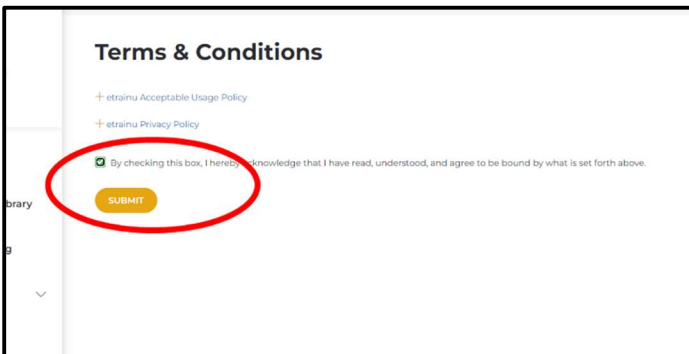 Terms & Conditions
+ etrainu Acceptable Usage Policy
+ etrainu Privacy Policy
By checking this box, I hereby acknowledge that I have read, understood, and agree to be bound by what is set forth above.
SUBMIT
brary
g